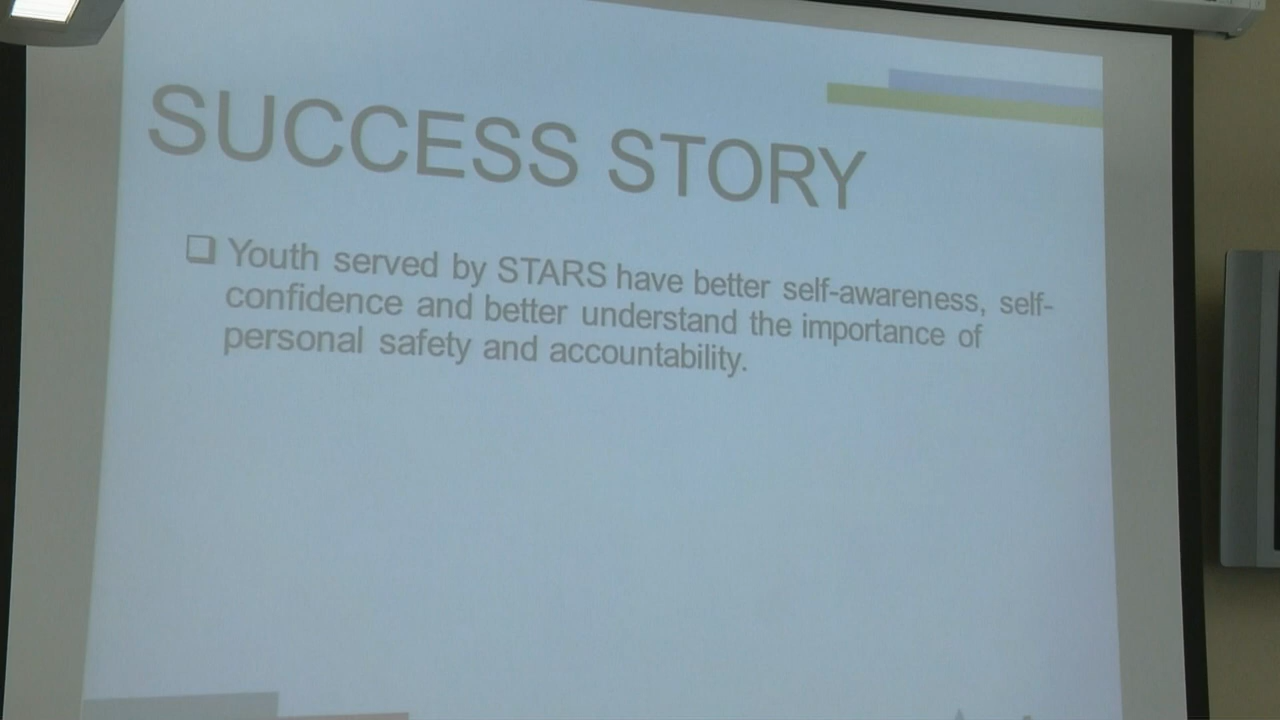 SUCCESS STORY
❑ Youth served by STARS have better self-awareness, self-
confidence and better understand the importance of
personal safety and accountability.